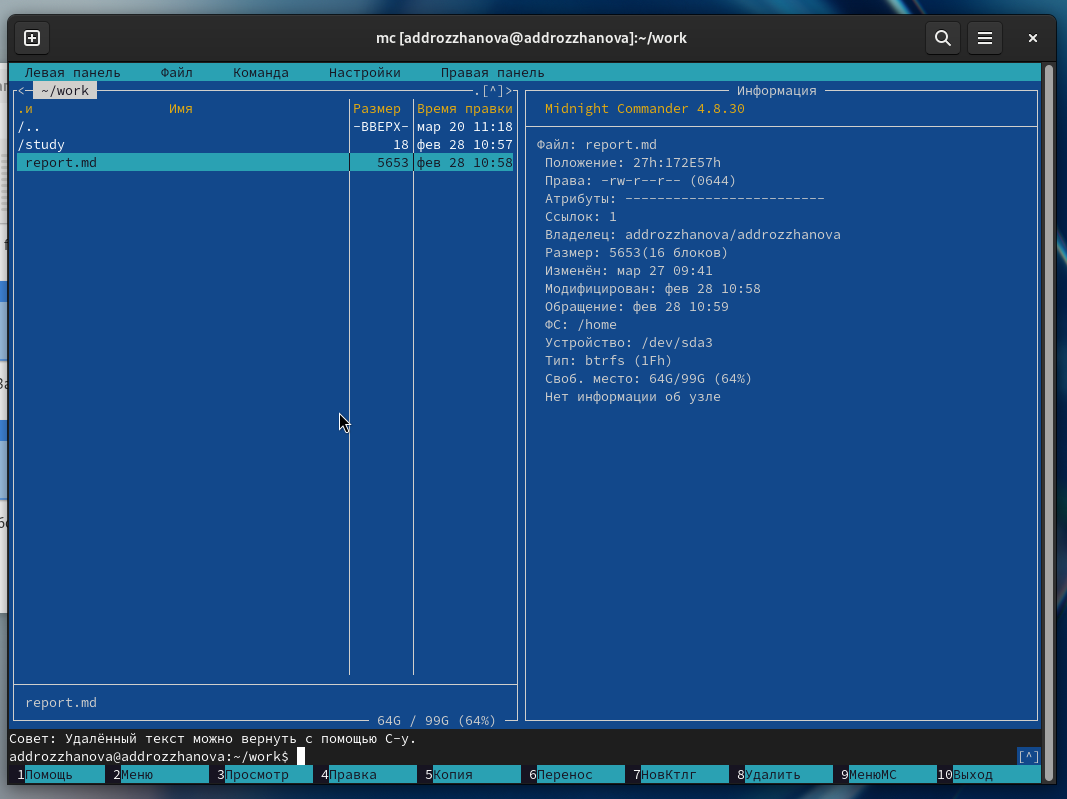 mc [addrozzhanova@addrozzhanova]:~/work
Левая панель Файл Команда Настройки Правая панель
<— ~/work .[^]>
.и Имя Размер Время правки
/.. -ВВЕРХ- мар 20 11:18
/study 18 фев 28 10:57
report.md 5653 фев 28 10:58
report.md
64G / 99G (64%)
Информация
Midnight Commander 4.8.30
Файл: report.md
Положение: 27h:172E57h
Права: -rw-r--r-- (0644)
Атрибуты: -------------------------
Ссылок: 1
Владелец: addrozzhanova/addrozzhanova
Размер: 5653(16 блоков)
Изменён: мар 27 09:41
Модифицирован: фев 28 10:58
Обращение: фев 28 10:59
ФС: /home
Устройство: /dev/sda3
Тип: btrfs (1Fh)
Своб. место: 64G/99G (64%)
Нет информации об узле
Совет: Удалённый текст можно вернуть с помощью C-y.
addrozzhanova@addrozzhanova:~/work$ [^]
1Помощь 2Меню 3Просмотр 4Правка 5Копия 6Перенос 7НовКтлг 8Удалить 9МенюMC 10Выход